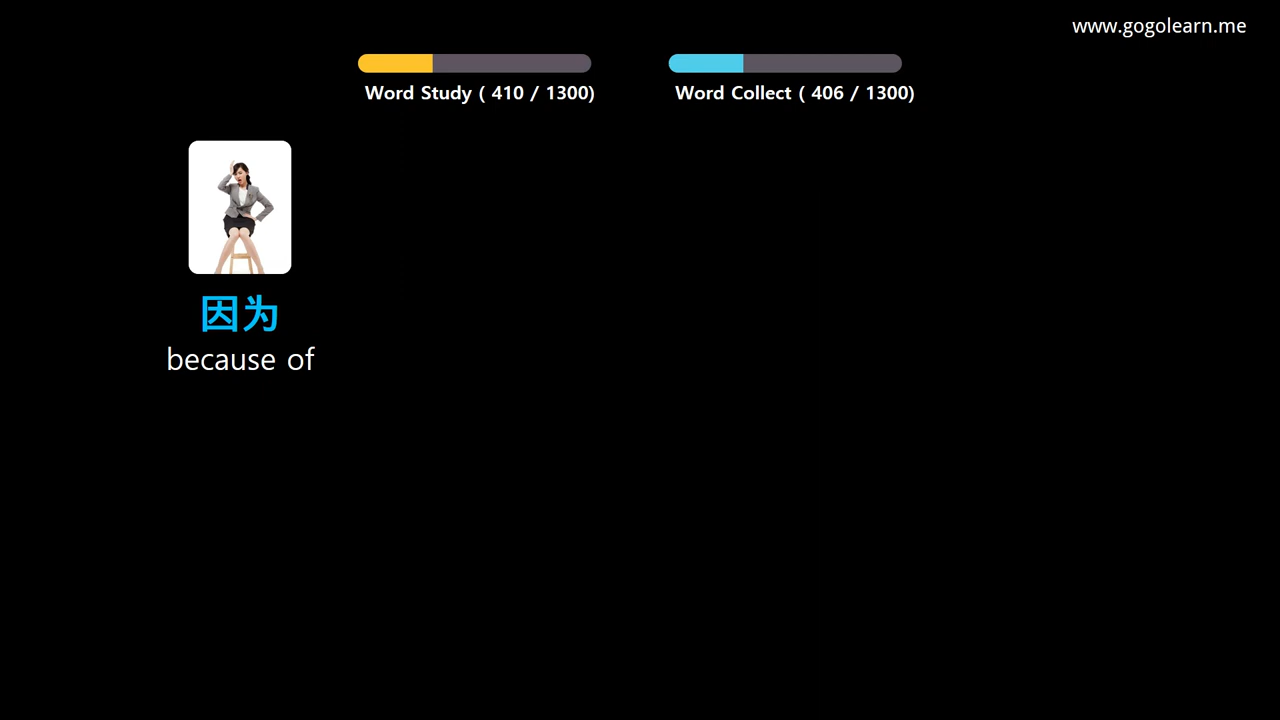 www.gogolearn.me
Word Study ( 410 / 1300)
Word Collect ( 406 / 1300)
因为
because of